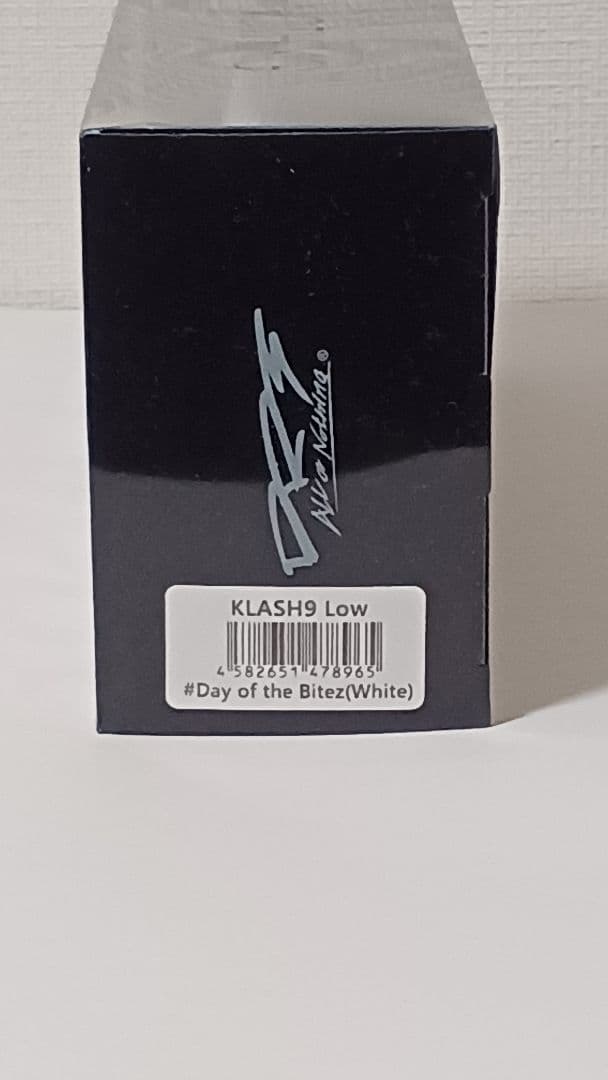 All or Nothing®
KLASH9 Low
4 582651 478965
#Day of the Bitez(White)